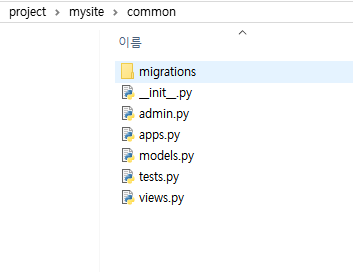 project > mysite > common
이름
migrations
__init__.py
admin.py
apps.py
models.py
tests.py
views.py